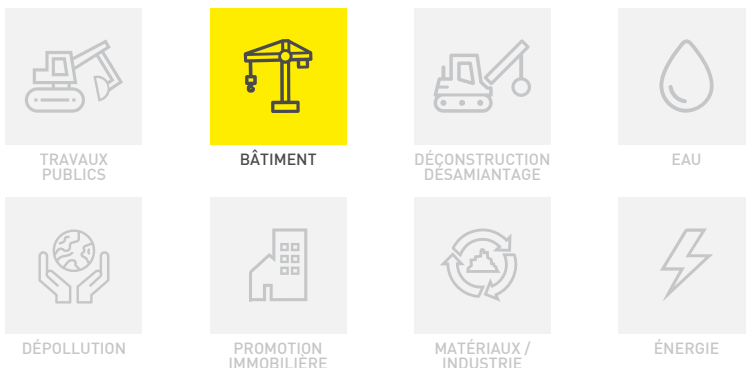 TRAVAUX
PUBLICS
BÂTIMENT
DÉCONSTRUCTION
DÉSAMIANTAGE
EAU
DÉPOLLUTION
PROMOTION
IMMOBILIÈRE
MATÉRIAUX /
INDUSTRIE
ÉNERGIE